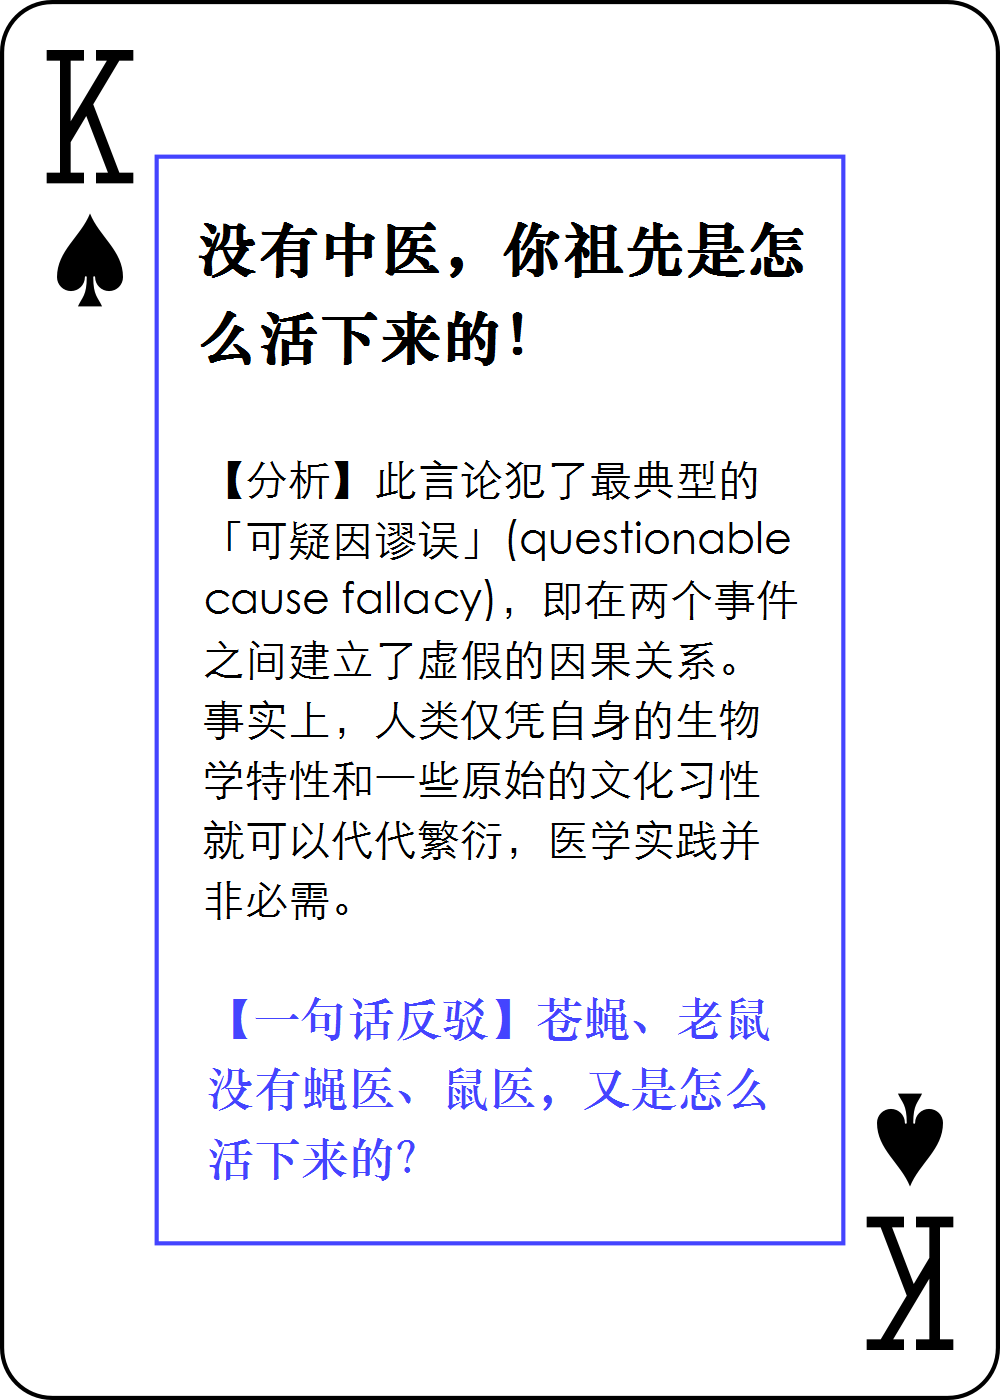 K
没有中医，你祖先是怎
么活下来的！
【分析】此言论犯了最典型的
「可疑因谬误」(questionable
cause fallacy)，即在两个事件
之间建立了虚假的因果关系。
事实上，人类仅凭自身的生物
学特性和一些原始的文化习性
就可以代代繁衍，医学实践并
非必需。
【一句话反驳】苍蝇、老鼠
没有蝇医、鼠医，又是怎么
活下来的？
K